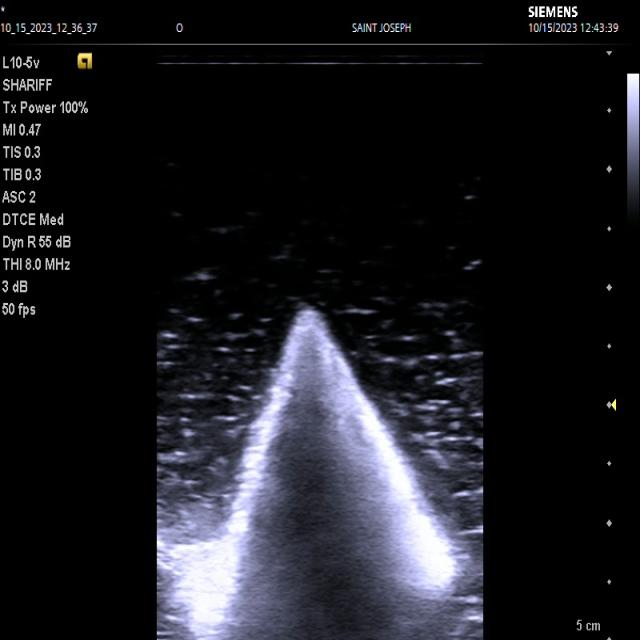 *
SIEMENS
10_15_2023_12_36_37 O SAINT JOSEPH 10/15/2023 12:43:39
L10-5v
SHARIFF
Tx Power 100%
MI 0.47
TIS 0.3
TIB 0.3
ASC 2
DTCE Med
Dyn R 55 dB
THI 8.0 MHz
3 dB
50 fps
5 cm